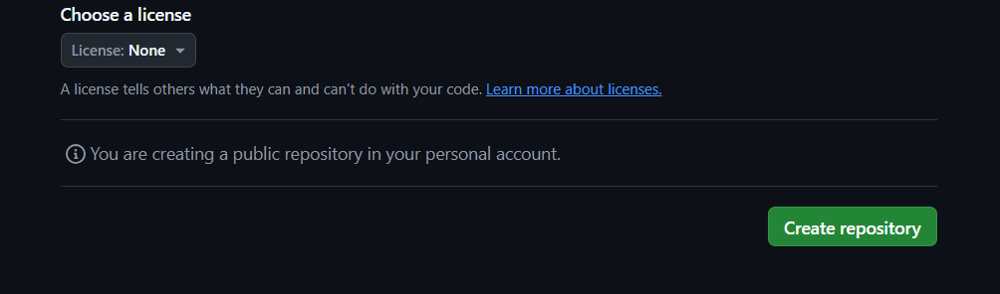 Choose a license
License: None
A license tells others what they can and can't do with your code. Learn more about licenses.
You are creating a public repository in your personal account.
Create repository